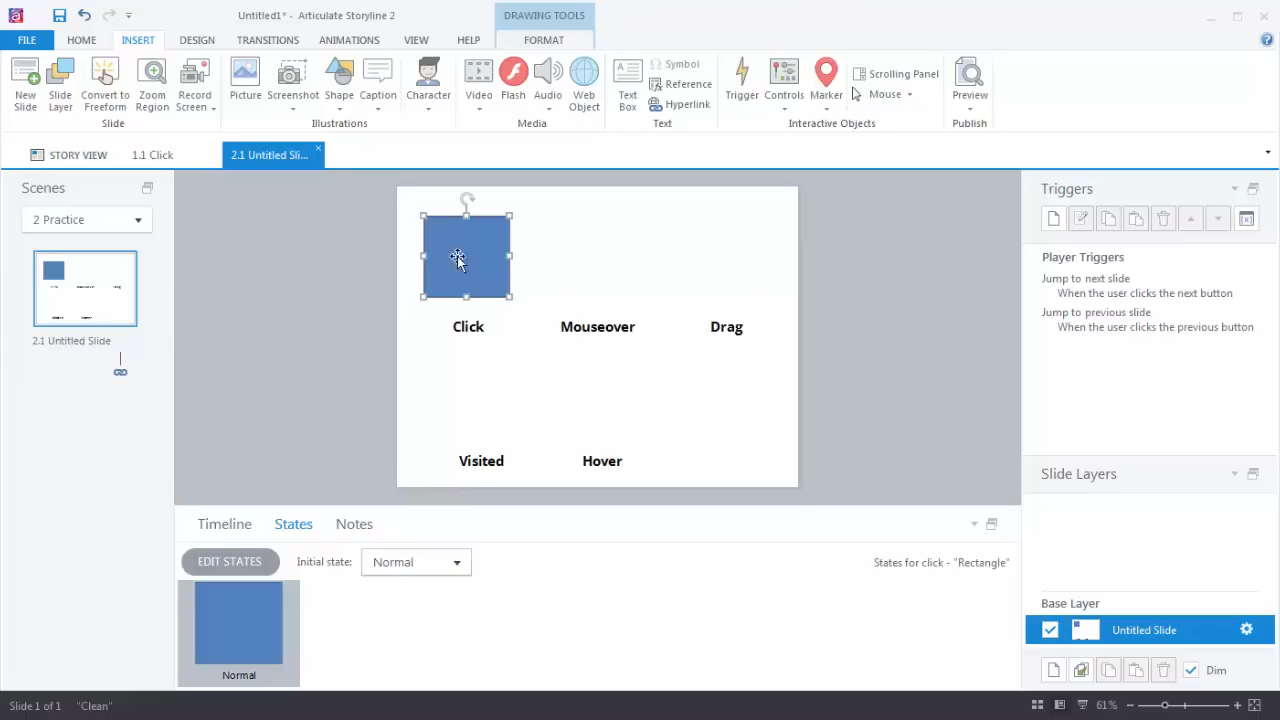 Untitled1* - Articulate Storyline 2
DRAWING TOOLS
FILE
HOME
INSERT
DESIGN
TRANSITIONS
ANIMATIONS
VIEW
HELP
FORMAT
New Slide
Slide Layer
Convert to Freeform
Zoom Region
Record Screen
Slide
Picture
Screenshot
Shape
Caption
Character
Illustrations
Video
Flash
Audio
Web Object
Media
Text Box
Symbol
Reference
Hyperlink
Text
Trigger
Controls
Marker
Scrolling Panel
Mouse
Interactive Objects
Preview
Publish
STORY VIEW
1.1 Click
2.1 Untitled Sli...
Scenes
2 Practice
2.1 Untitled Slide
Click
Mouseover
Drag
Visited
Hover
Triggers
Player Triggers
Jump to next slide
When the user clicks the next button
Jump to previous slide
When the user clicks the previous button
Slide Layers
Base Layer
Untitled Slide
Dim
Timeline
States
Notes
EDIT STATES
Initial state:
Normal
States for click - "Rectangle"
Normal
Slide 1 of 1
"Clean"
61%